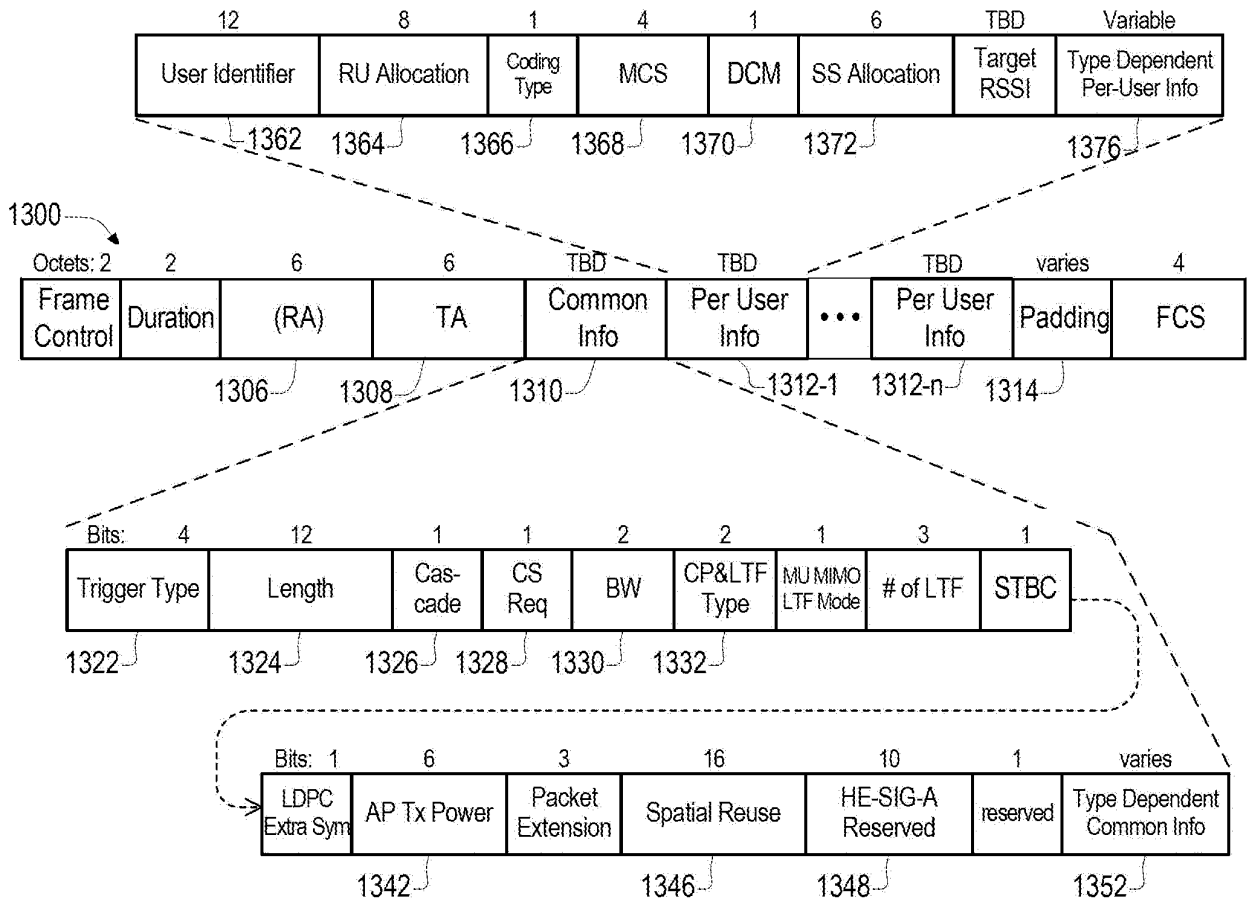 12 8 1 4 1 6 TBD Variable
User Identifier RU Allocation Coding Type MCS DCM SS Allocation Target RSSI Type Dependent Per-User Info
1362 1364 1366 1368 1370 1372 1376
1300
Octets: 2 2 6 6 TBD TBD TBD varies 4
Frame Control Duration (RA) TA Common Info Per User Info ••• Per User Info Padding FCS
1306 1308 1310 1312-1 1312-n 1314
Bits: 4 12 1 1 2 2 1 3 1
Trigger Type Length Cas-cade CS Req BW CP&LTF Type MU MIMO LTF Mode # of LTF STBC
1322 1324 1326 1328 1330 1332
Bits: 1 6 3 16 10 1 varies
LDPC Extra Sym AP Tx Power Packet Extension Spatial Reuse HE-SIG-A Reserved reserved Type Dependent Common Info
1342 1346 1348 1352